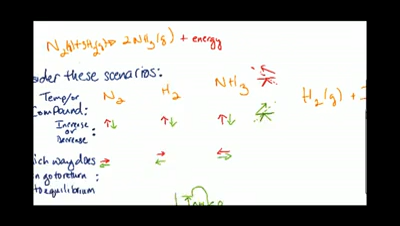 N2(g)+3H2(g) → 2NH3(g) + energy
ider these scenarios:
Temp/or
Compound:
N2 H2 NH3
H2(g) +
Increase
or
Decrease
:
ich way does
n go to return
to equilibrium
: